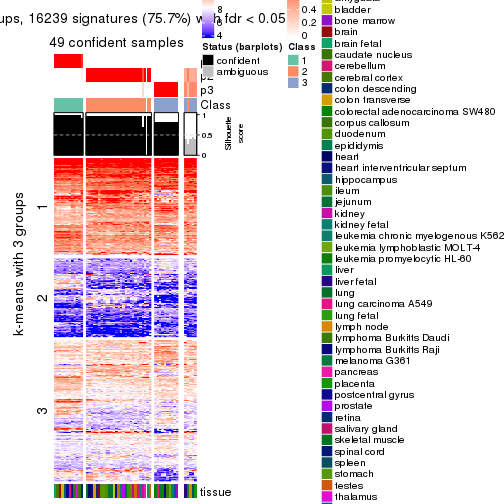 ups, 16239 signatures (75.7%) with fdr < 0.05
49 confident samples
p3
Class
1
0.5
0
Silhouette
score
k-means with 3 groups
1
2
3
tissue
8
6
4
0.4
0.2
0
Status (barplots)
confident
ambiguous
Class
1
2
3
bladder
bone marrow
brain
brain fetal
caudate nucleus
cerebellum
cerebral cortex
colon descending
colon transverse
colorectal adenocarcinoma SW480
corpus callosum
duodenum
epididymis
heart
heart interventricular septum
hippocampus
ileum
jejunum
kidney
kidney fetal
leukemia chronic myelogenous K562
leukemia lymphoblastic MOLT-4
leukemia promyelocytic HL-60
liver
liver fetal
lung
lung carcinoma A549
lung fetal
lymph node
lymphoma Burkitts Daudi
lymphoma Burkitts Raji
melanoma G361
pancreas
placenta
postcentral gyrus
prostate
retina
salivary gland
skeletal muscle
spinal cord
spleen
stomach
testes
thalamus